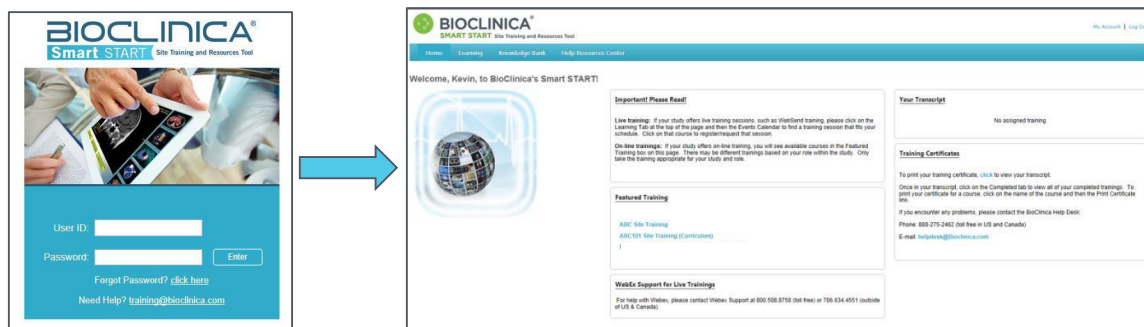 BIOCLINICA®
Smart START Site Training and Resources Tool
User ID:
Password:
Enter
Forgot Password? click here
Need Help? training@bioclinica.com
BIOCLINICA®
SMART START Site Training and Resources Tool
My Account | Log
Home Learning Knowledge Bank Help Resources Center
Welcome, Kevin, to BioClinica's Smart START!
Important! Please Read!
Live training: If your study offers live training sessions, such as WebSend training, please click on the
Learning Tab at the top of the page and then the Events Calendar to find a training session that fits your
schedule. Click on that course to register/request that session.
On-line trainings: If your study offers on-line training, you will see available courses in the Featured
Training box on this page. There may be different trainings based on your role within the study. Only
take the training appropriate for your study and role.
Featured Training
ABC Site Training
ABC101 Site Training (Curriculum)
WebEx Support for Live Trainings
For help with Webex, please contact Webex Support at 800.508.8758 (toll free) or 786.634.4551 (outside
of US & Canada).
Your Transcript
No assigned training
Training Certificates
To print your training certificate, click to view your transcript.
Once in your transcript, click on the Completed tab to view all of your completed trainings. To
print your certificate for a course, click on the name of the course and then the Print Certificate
link.
If you encounter any problems, please contact the BioClinica Help Desk:
Phone: 888-275-2462 (toll free in US and Canada)
E-mail: helpdesk@Bioclinica.com